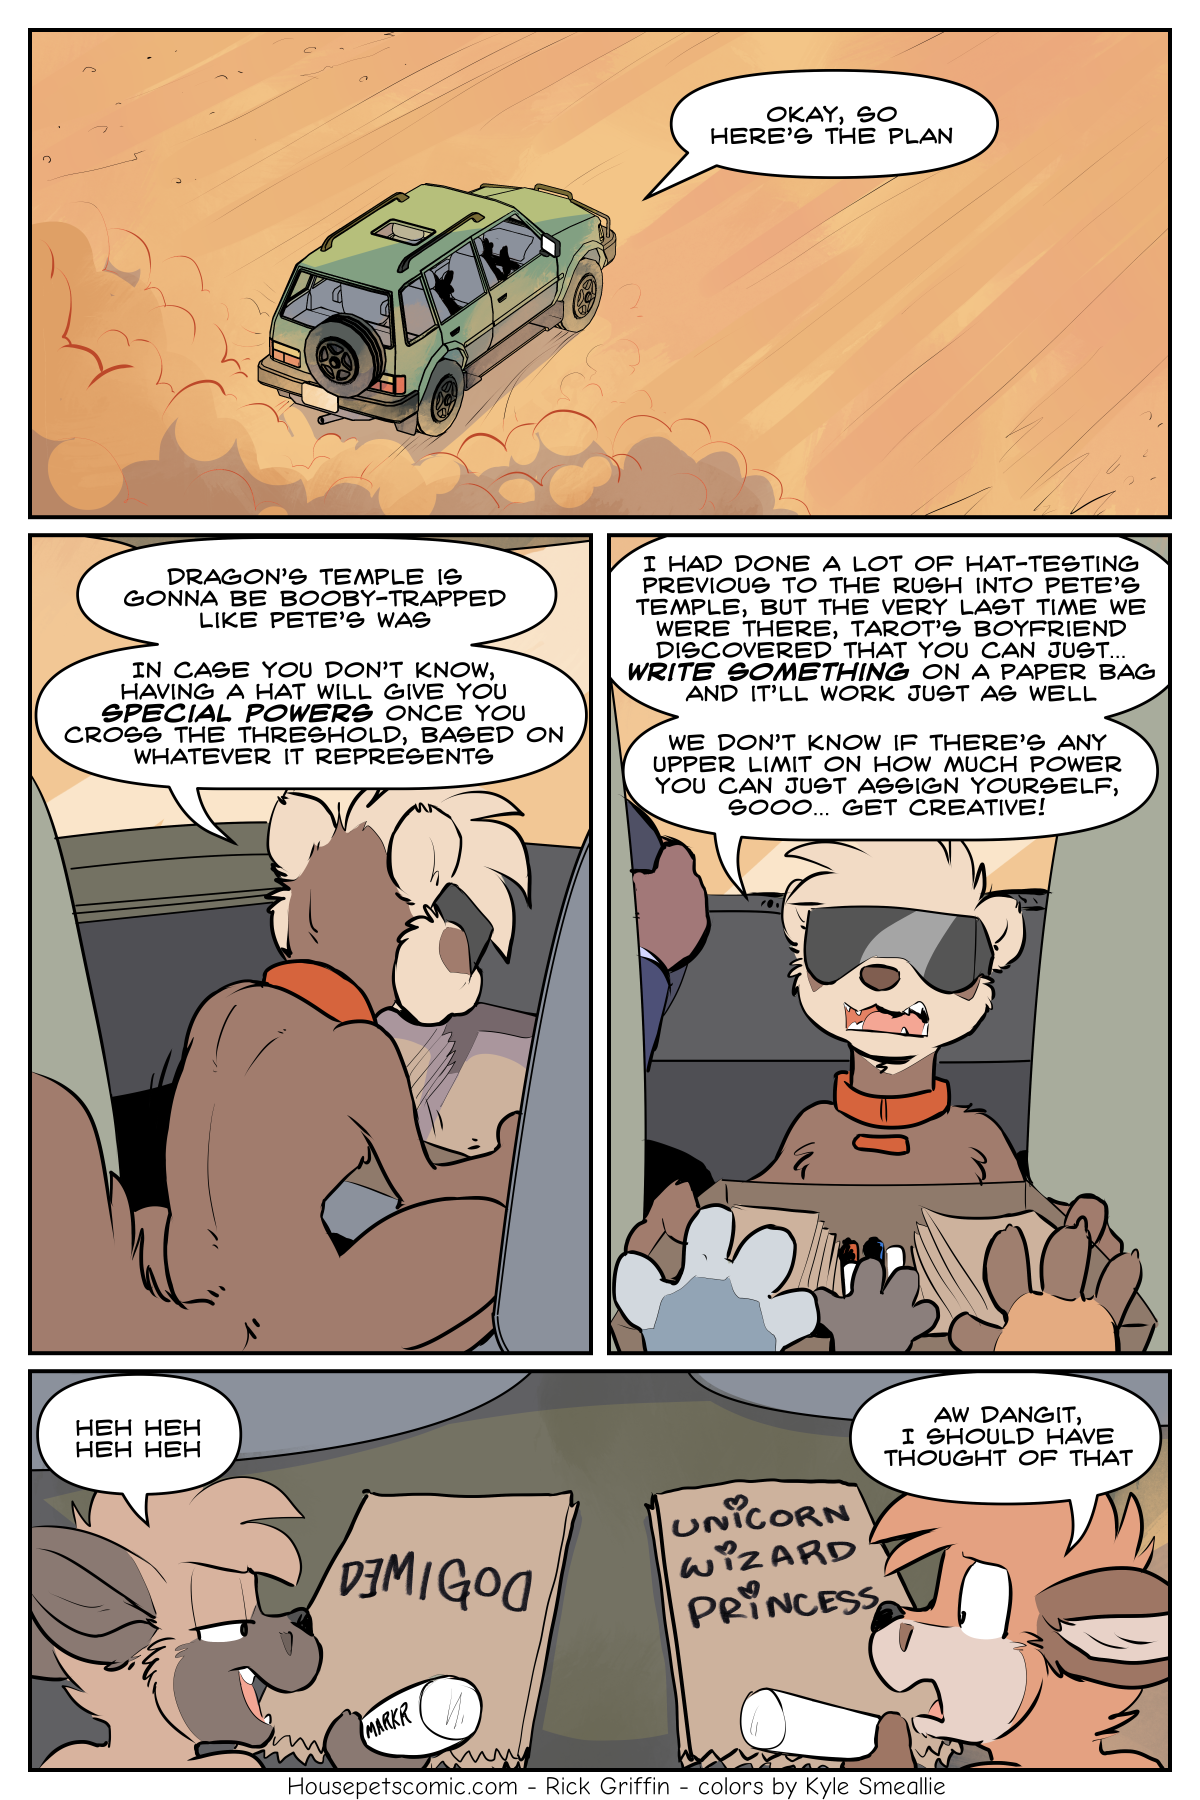 OKAY, SO
HERE'S THE PLAN
DRAGON'S TEMPLE IS
GONNA BE BOOBY-TRAPPED
LIKE PETE'S WAS
IN CASE YOU DON'T KNOW,
HAVING A HAT WILL GIVE YOU
SPECIAL POWERS ONCE YOU
CROSS THE THRESHOLD, BASED ON
WHATEVER IT REPRESENTS
I HAD DONE A LOT OF HAT-TESTING
PREVIOUS TO THE RUSH INTO PETE'S
TEMPLE, BUT THE VERY LAST TIME WE
WERE THERE, TAROT'S BOYFRIEND
DISCOVERED THAT YOU CAN JUST...
WRITE SOMETHING ON A PAPER BAG
AND IT'LL WORK JUST AS WELL
WE DON'T KNOW IF THERE'S ANY
UPPER LIMIT ON HOW MUCH POWER
YOU CAN JUST ASSIGN YOURSELF,
SOOO... GET CREATIVE!
HEH HEH
HEH HEH
DEMIGOD
MARKR
UNICORN
WIZARD
PRINCESS
AW DANGIT,
I SHOULD HAVE
THOUGHT OF THAT
Housepetscomic.com - Rick Griffin - colors by Kyle Smeallie